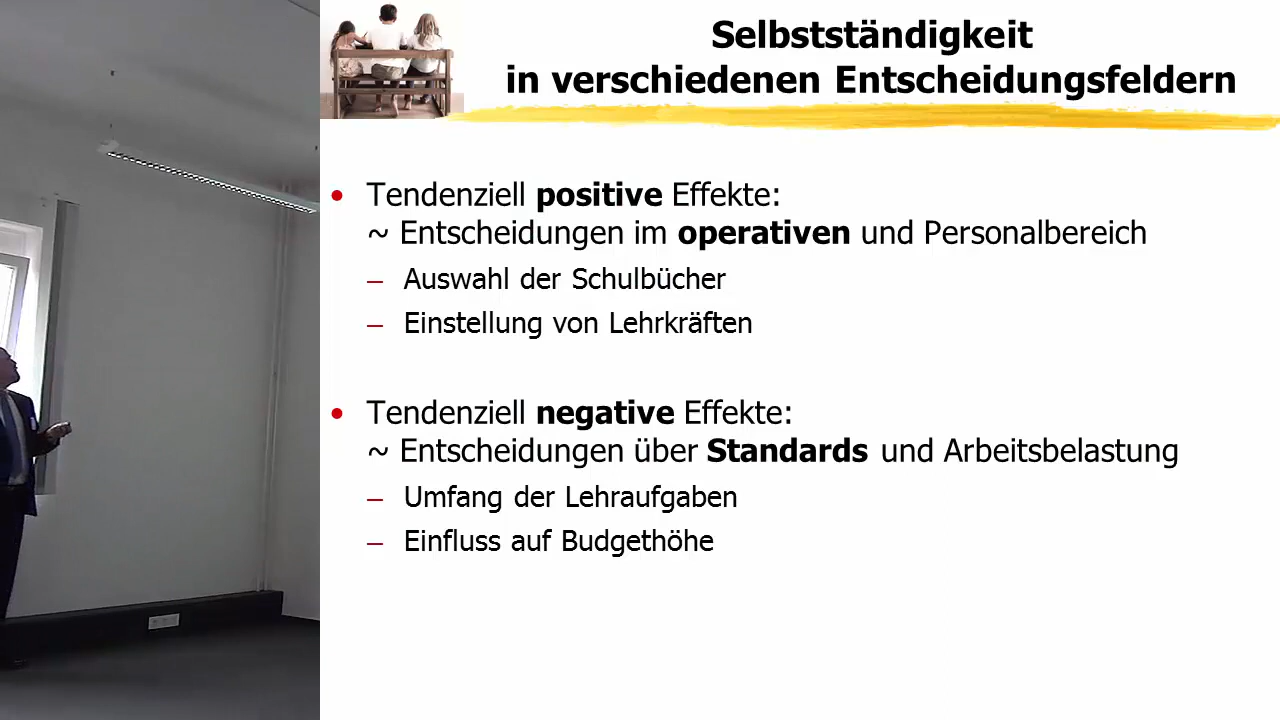 Selbstständigkeit
in verschiedenen Entscheidungsfeldern
• Tendenziell positive Effekte:
~ Entscheidungen im operativen und Personalbereich
– Auswahl der Schulbücher
– Einstellung von Lehrkräften
• Tendenziell negative Effekte:
~ Entscheidungen über Standards und Arbeitsbelastung
– Umfang der Lehraufgaben
– Einfluss auf Budgethöhe